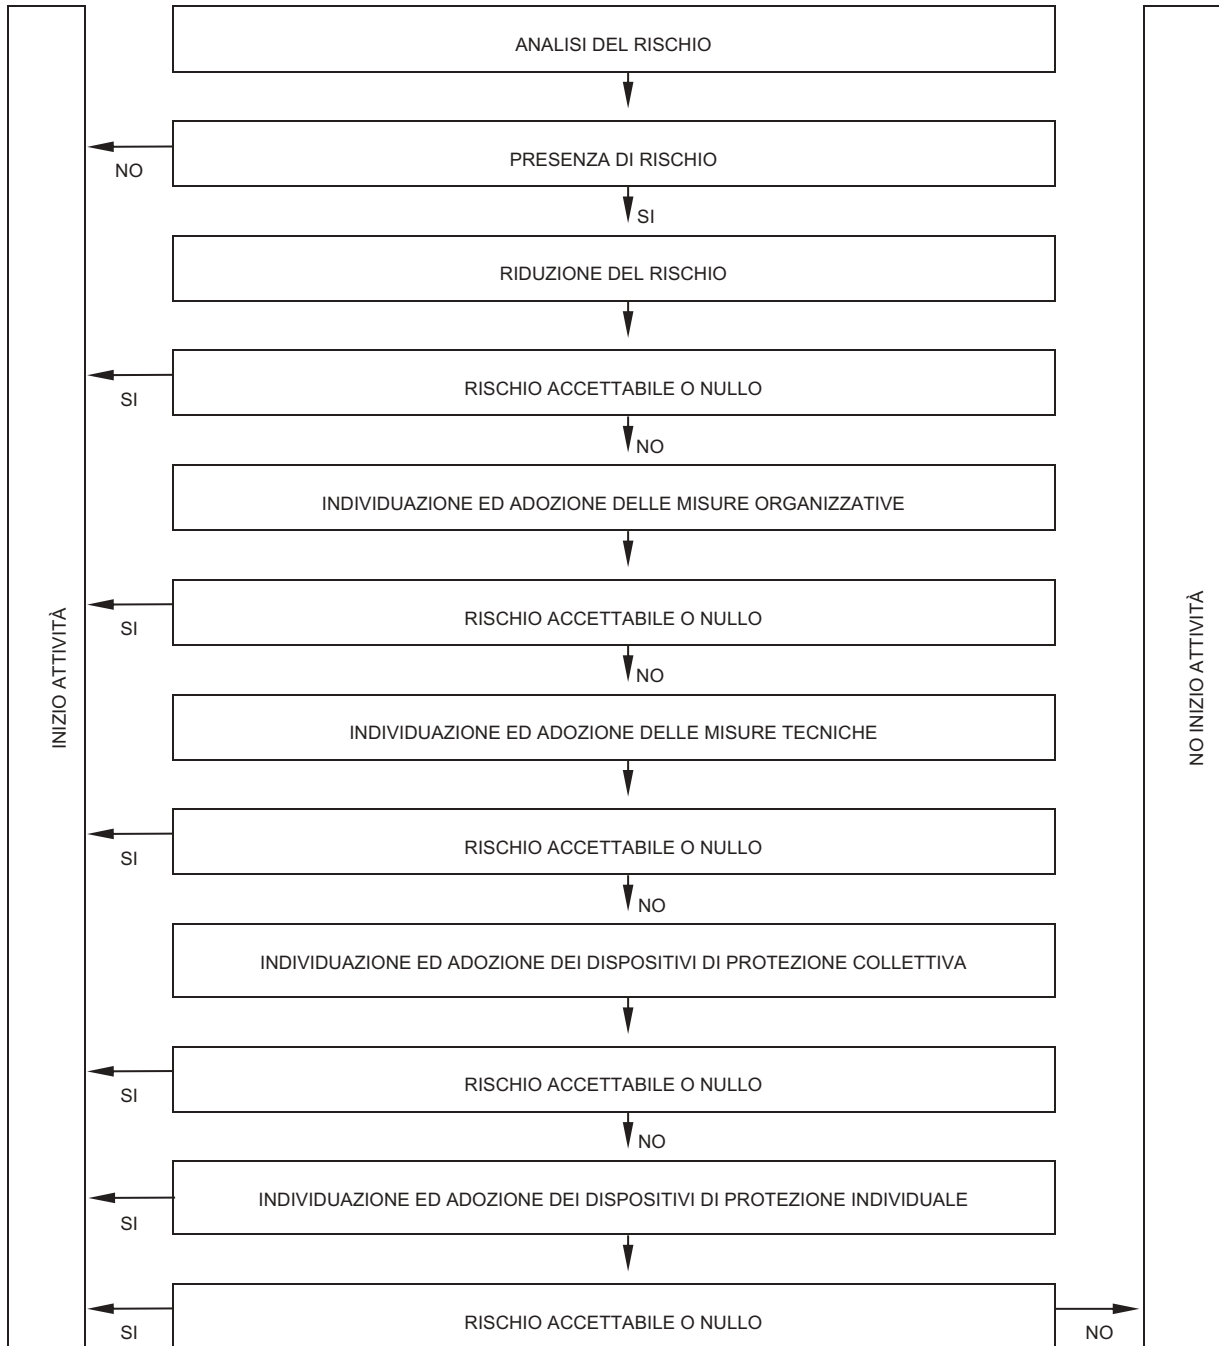 ANALISI DEL RISCHIO
PRESENZA DI RISCHIO
NO
SI
RIDUZIONE DEL RISCHIO
RISCHIO ACCETTABILE O NULLO
SI
NO
INDIVIDUAZIONE ED ADOZIONE DELLE MISURE ORGANIZZATIVE
RISCHIO ACCETTABILE O NULLO
SI
NO
INDIVIDUAZIONE ED ADOZIONE DELLE MISURE TECNICHE
RISCHIO ACCETTABILE O NULLO
SI
NO
INDIVIDUAZIONE ED ADOZIONE DEI DISPOSITIVI DI PROTEZIONE COLLETTIVA
RISCHIO ACCETTABILE O NULLO
SI
NO
INDIVIDUAZIONE ED ADOZIONE DEI DISPOSITIVI DI PROTEZIONE INDIVIDUALE
SI
RISCHIO ACCETTABILE O NULLO
SI
NO
INIZIO ATTIVITÀ
NO INIZIO ATTIVITÀ